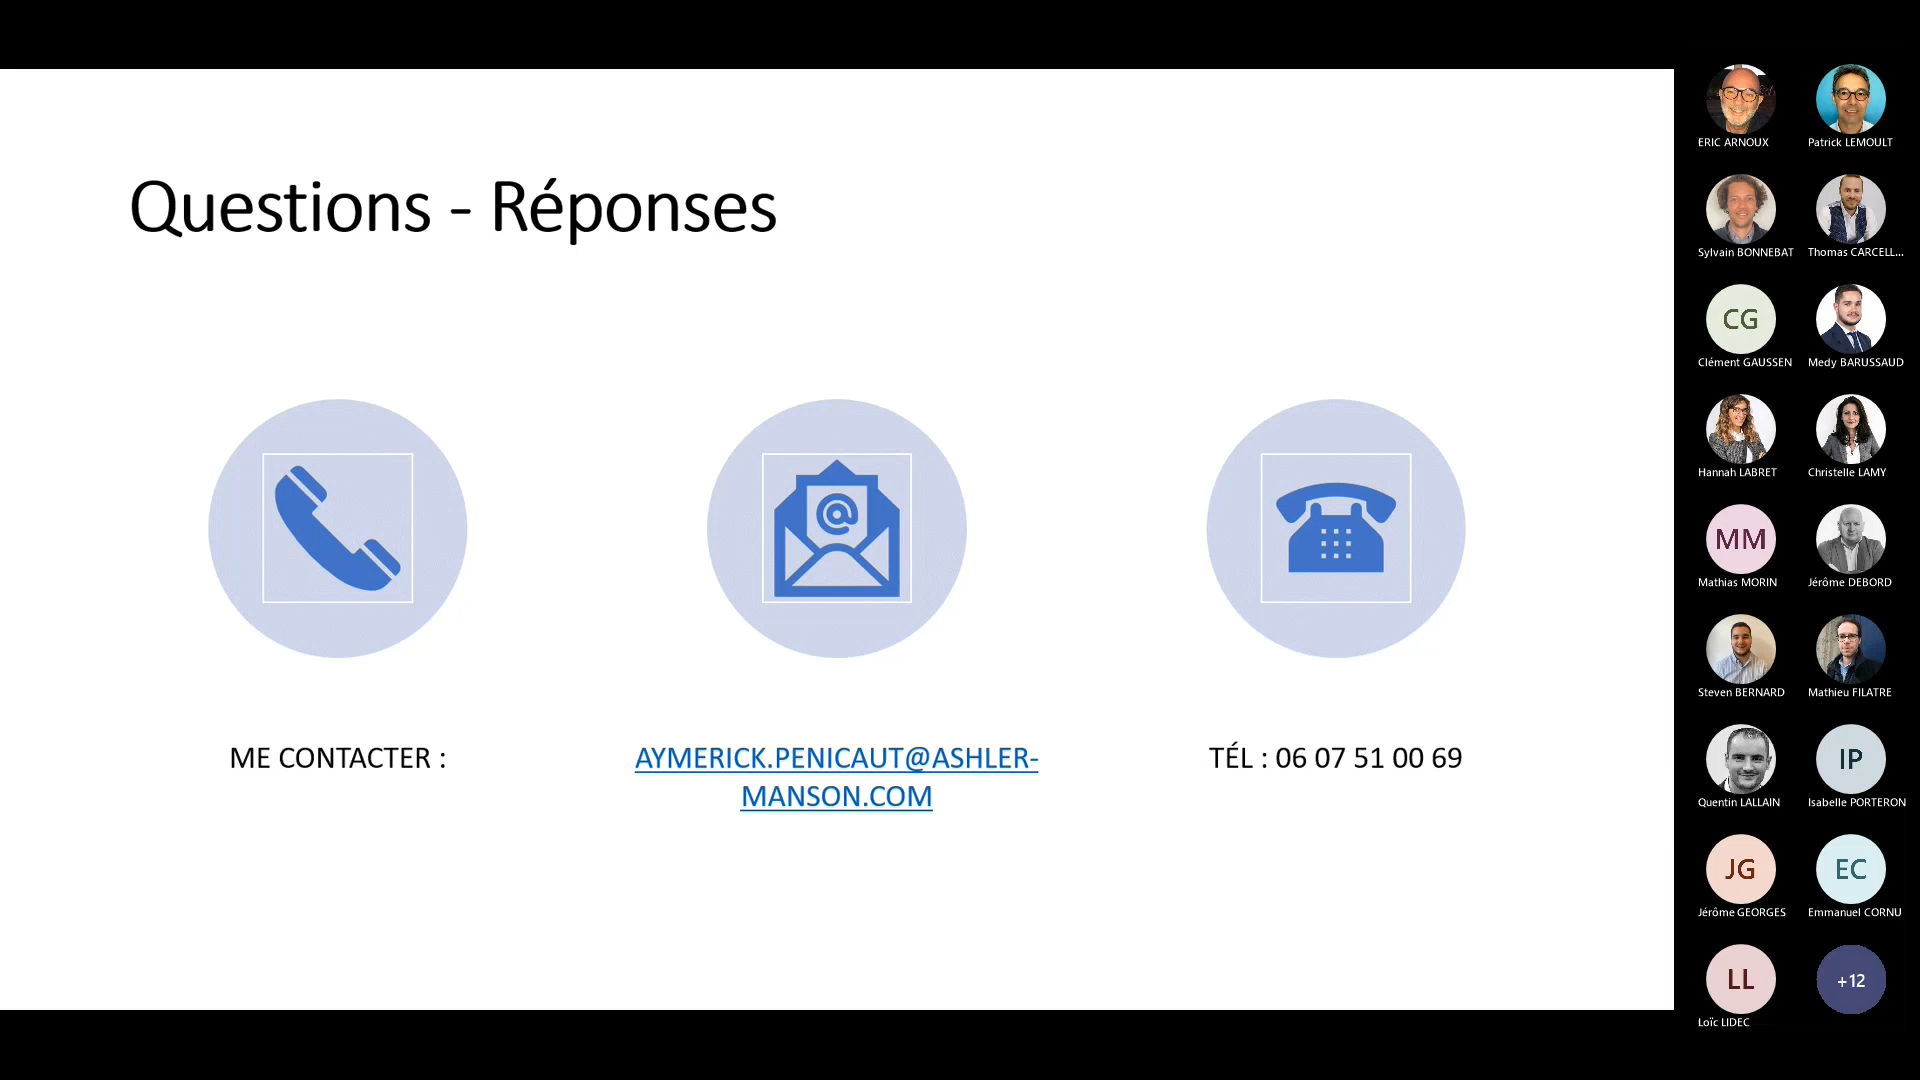 Questions - Réponses
@
ME CONTACTER :
AYMERICK.PENICAUT@ASHLER-
MANSON.COM
TÉL : 06 07 51 00 69
ERIC ARNOUX
Patrick LEMOULT
Sylvain BONNEBAT
Thomas CARCELL...
CG
Clément GAUSSEN
Medy BARUSSAUD
Hannah LABRET
Christelle LAMY
MM
Mathias MORIN
Jérôme DEBORD
Steven BERNARD
Mathieu FILATRE
Quentin LALLAIN
IP
Isabelle PORTERON
JG
Jérôme GEORGES
EC
Emmanuel CORNU
LL
Loïc LIDEC
+12